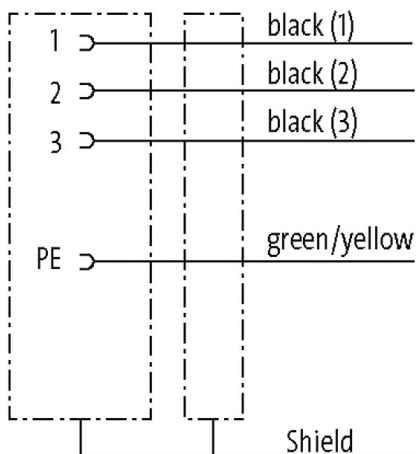 1 black (1)
2 black (2)
3 black (3)
PE green/yellow
Shield